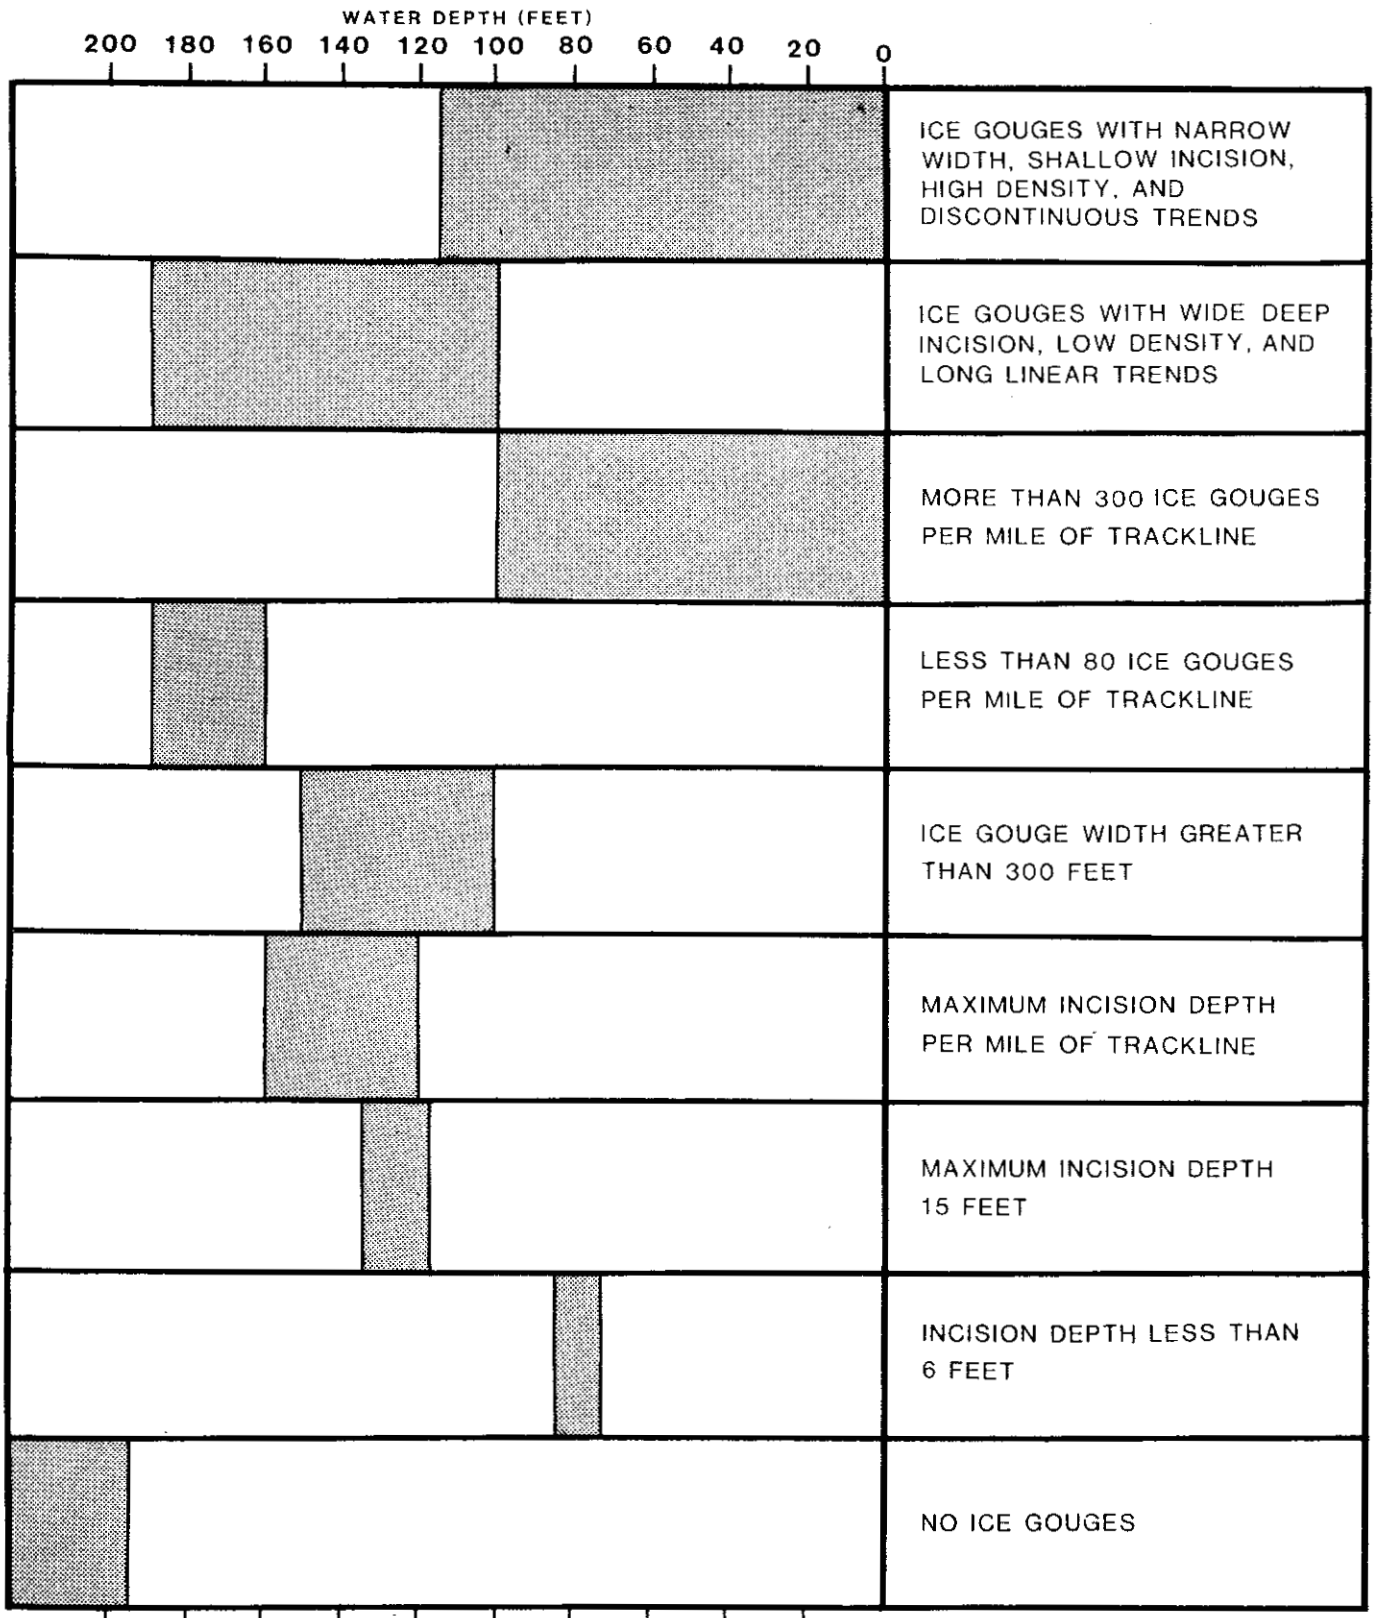 WATER DEPTH (FEET)
200 180 160 140 120 100 80 60 40 20 0
ICE GOUGES WITH NARROW
WIDTH, SHALLOW INCISION,
HIGH DENSITY, AND
DISCONTINUOUS TRENDS
ICE GOUGES WITH WIDE DEEP
INCISION, LOW DENSITY, AND
LONG LINEAR TRENDS
MORE THAN 300 ICE GOUGES
PER MILE OF TRACKLINE
LESS THAN 80 ICE GOUGES
PER MILE OF TRACKLINE
ICE GOUGE WIDTH GREATER
THAN 300 FEET
MAXIMUM INCISION DEPTH
PER MILE OF TRACKLINE
MAXIMUM INCISION DEPTH
15 FEET
INCISION DEPTH LESS THAN
6 FEET
NO ICE GOUGES